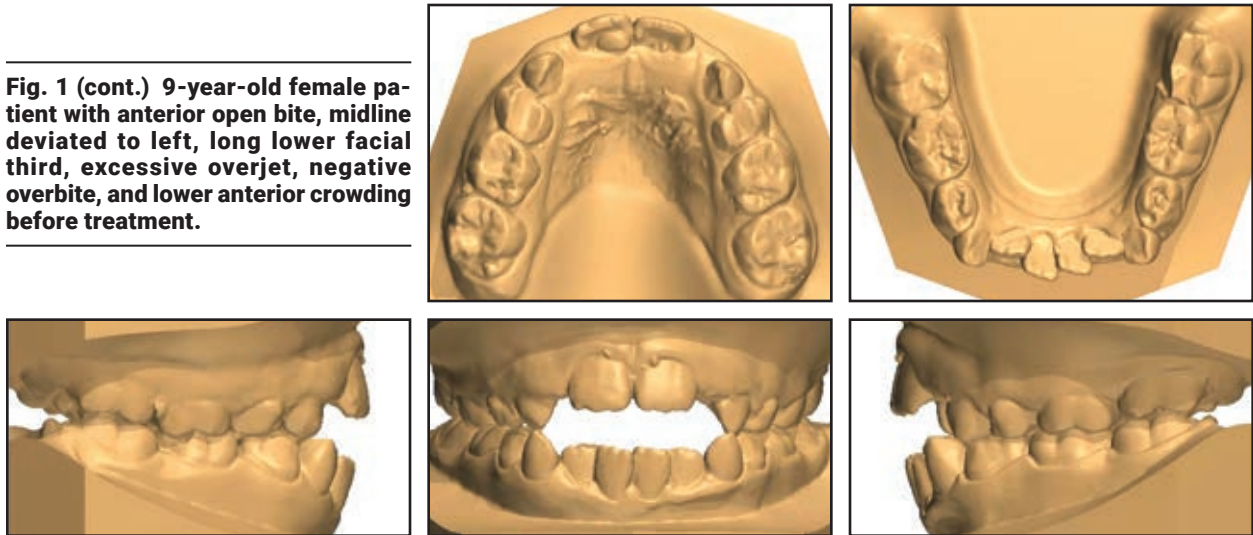 Fig. 1 (cont.) 9-year-old female pa-
tient with anterior open bite, midline
deviated to left, long lower facial
third, excessive overjet, negative
overbite, and lower anterior crowding
before treatment.